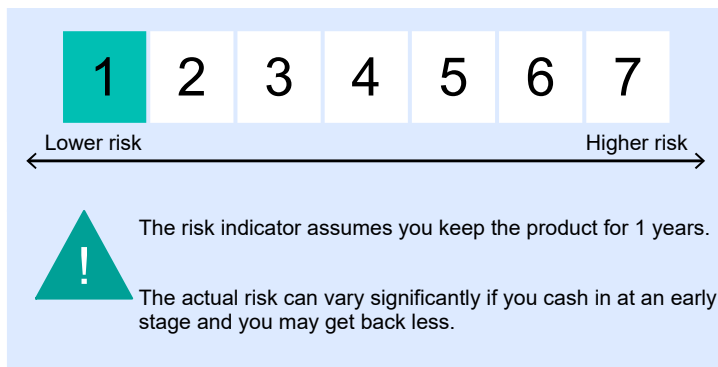 1 2 3 4 5 6 7
Lower risk Higher risk
!
The risk indicator assumes you keep the product for 1 years.
The actual risk can vary significantly if you cash in at an early
stage and you may get back less.